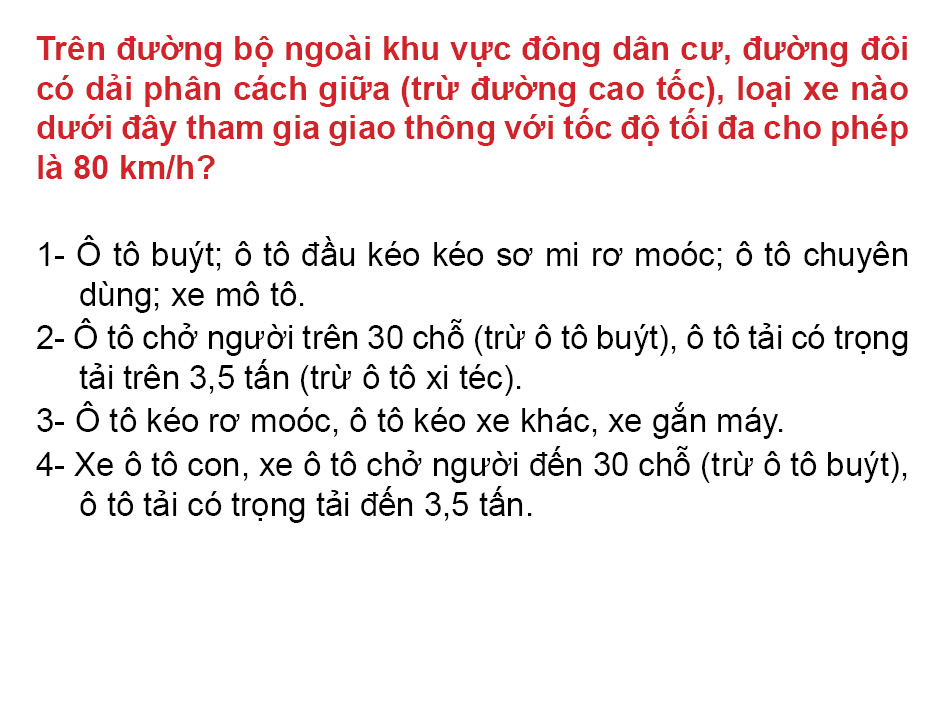 Trên đường bộ ngoài khu vực đông dân cư, đường đôi
có dải phân cách giữa (trừ đường cao tốc), loại xe nào
dưới đây tham gia giao thông với tốc độ tối đa cho phép
là 80 km/h?
1- Ô tô buýt; ô tô đầu kéo kéo sơ mi rơ moóc; ô tô chuyên
dùng; xe mô tô.
2- Ô tô chở người trên 30 chỗ (trừ ô tô buýt), ô tô tải có trọng
tải trên 3,5 tấn (trừ ô tô xi téc).
3- Ô tô kéo rơ moóc, ô tô kéo xe khác, xe gắn máy.
4- Xe ô tô con, xe ô tô chở người đến 30 chỗ (trừ ô tô buýt),
ô tô tải có trọng tải đến 3,5 tấn.